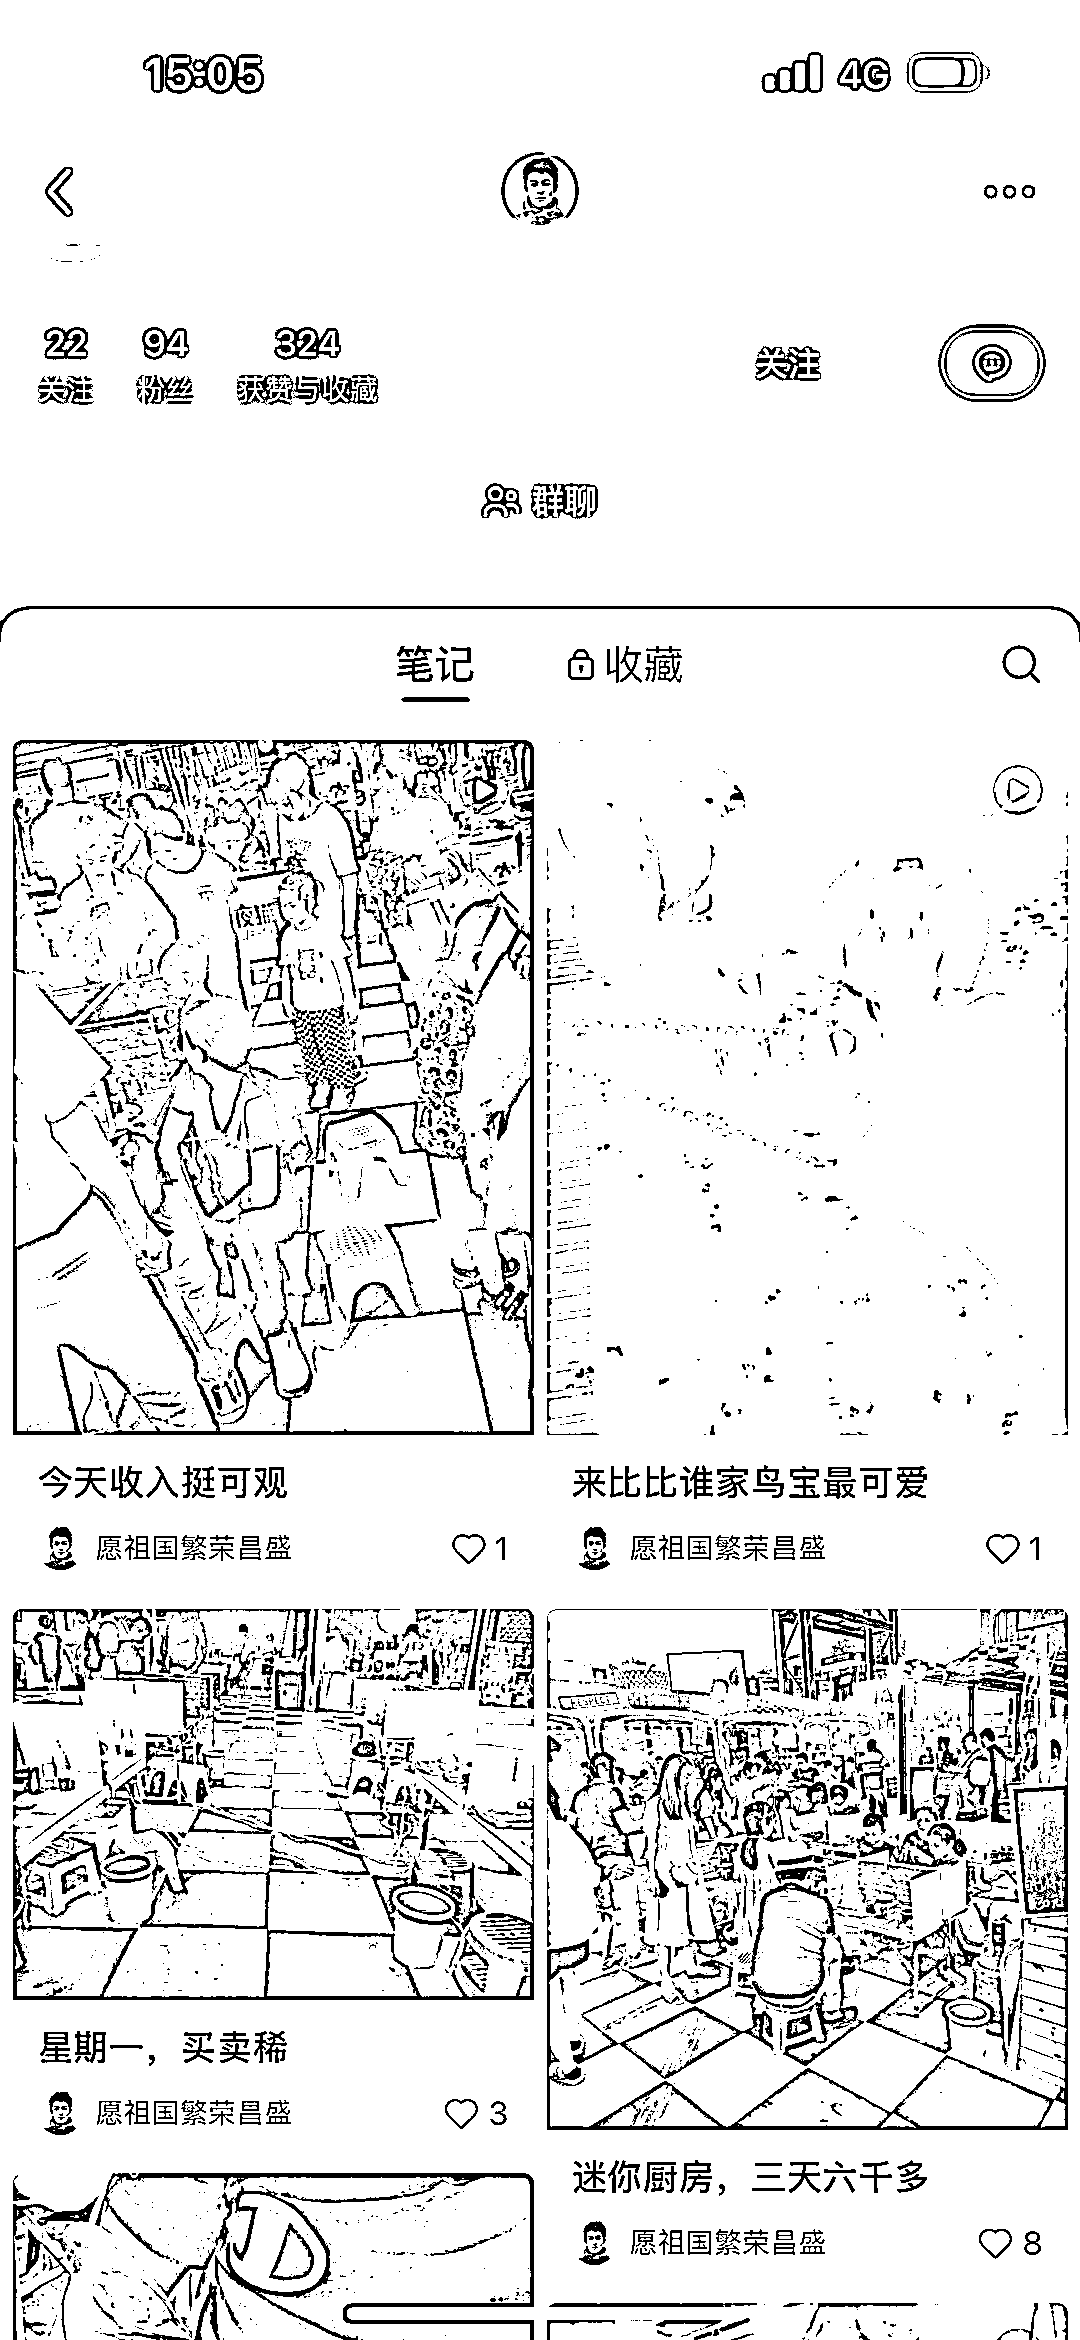 15:05
4G
22 94 324
关注 粉丝 获赞与收藏
关注
群聊
笔记 收藏
今天收入挺可观
愿祖国繁荣昌盛 1
来比比谁家鸟宝最可爱
愿祖国繁荣昌盛 1
星期一，买卖稀
愿祖国繁荣昌盛 3
迷你厨房，三天六千多
愿祖国繁荣昌盛 8